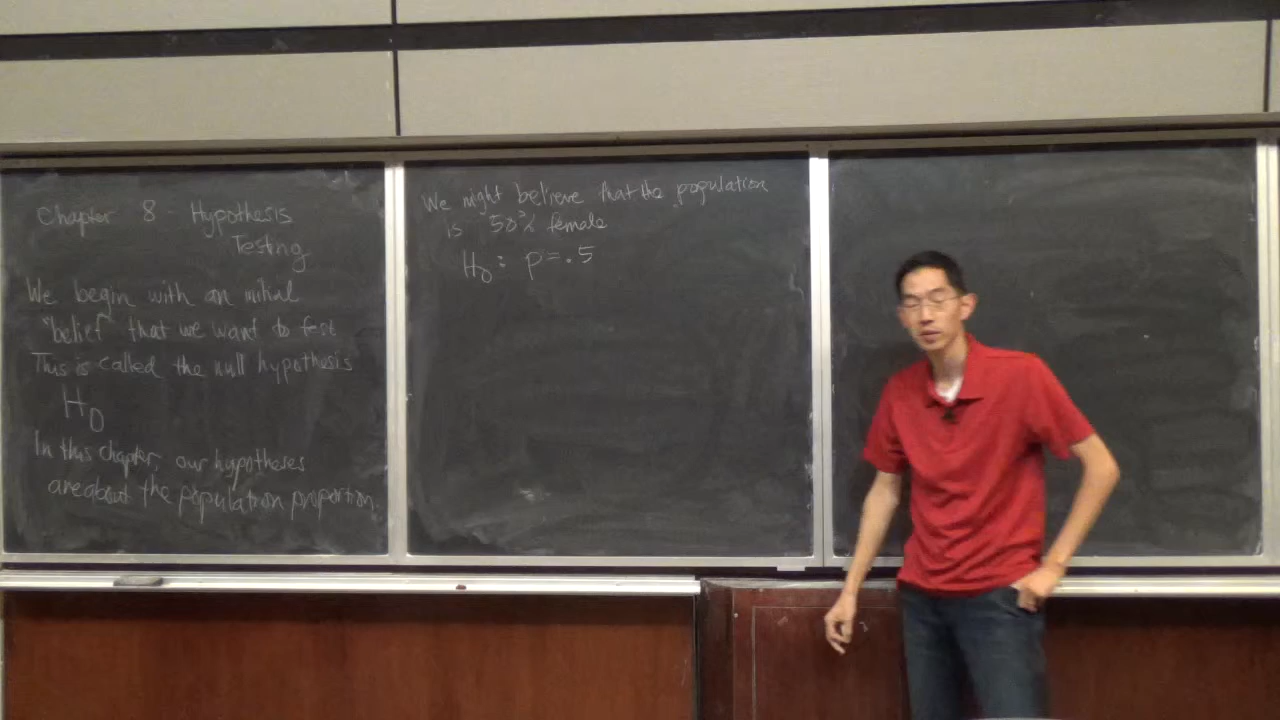 Chapter 8 - Hypothesis
Testing
We begin with an initial
"belief" that we want to test
This is called the null hypothesis
H0
In this chapter, our hypotheses
are about the population proportion.
We might believe that the population
is 50% female
H0: p=.5